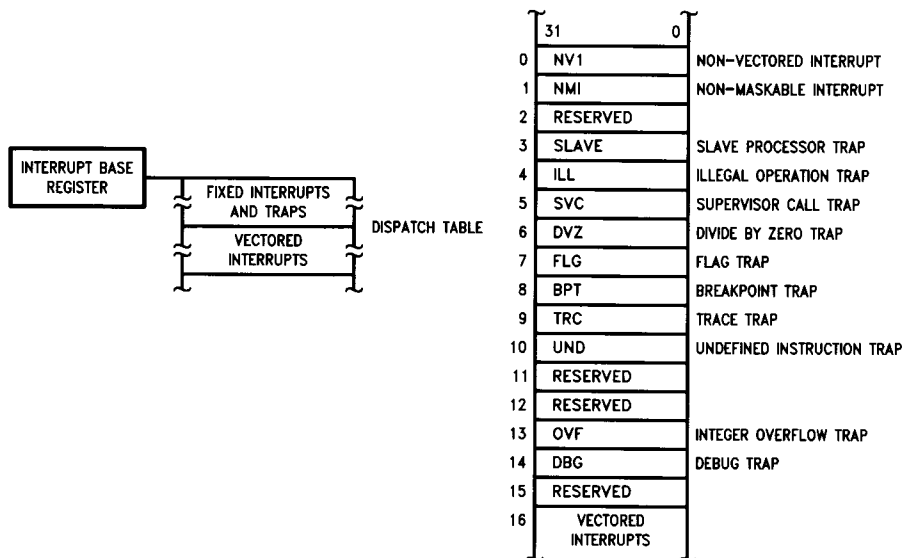 INTERRUPT BASE
REGISTER
FIXED INTERRUPTS
AND TRAPS
VECTORED
INTERRUPTS
DISPATCH TABLE
31 0
0 NV1 NON-VECTORED INTERRUPT
1 NMI NON-MASKABLE INTERRUPT
2 RESERVED
3 SLAVE SLAVE PROCESSOR TRAP
4 ILL ILLEGAL OPERATION TRAP
5 SVC SUPERVISOR CALL TRAP
6 DVZ DIVIDE BY ZERO TRAP
7 FLG FLAG TRAP
8 BPT BREAKPOINT TRAP
9 TRC TRACE TRAP
10 UND UNDEFINED INSTRUCTION TRAP
11 RESERVED
12 RESERVED
13 OVF INTEGER OVERFLOW TRAP
14 DBG DEBUG TRAP
15 RESERVED
16 VECTORED
INTERRUPTS